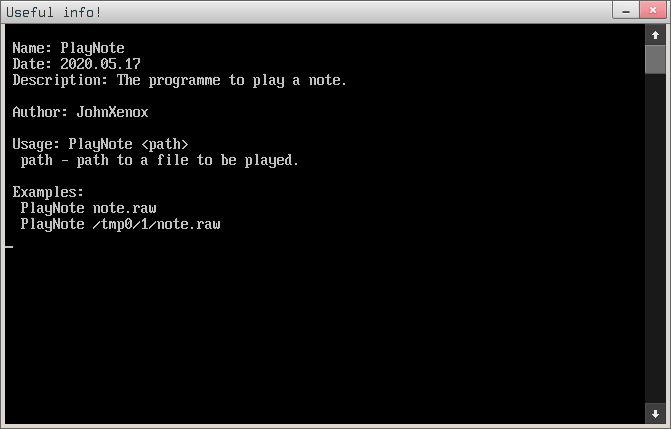 Useful info!
Name: PlayNote
Date: 2020.05.17
Description: The programme to play a note.
Author: JohnXenox
Usage: PlayNote <path>
path - path to a file to be played.
Examples:
PlayNote note.raw
PlayNote /tmp0/1/note.raw